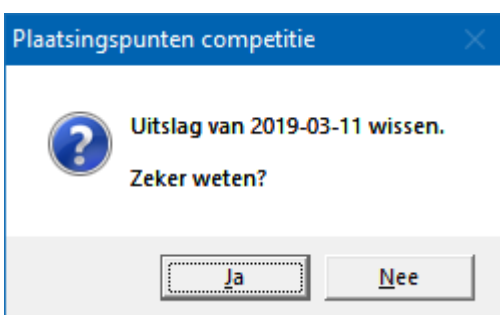 Plaatsingspunten competitie
Uitslag van 2019-03-11 wissen.
Zeker weten?
Ja
Nee